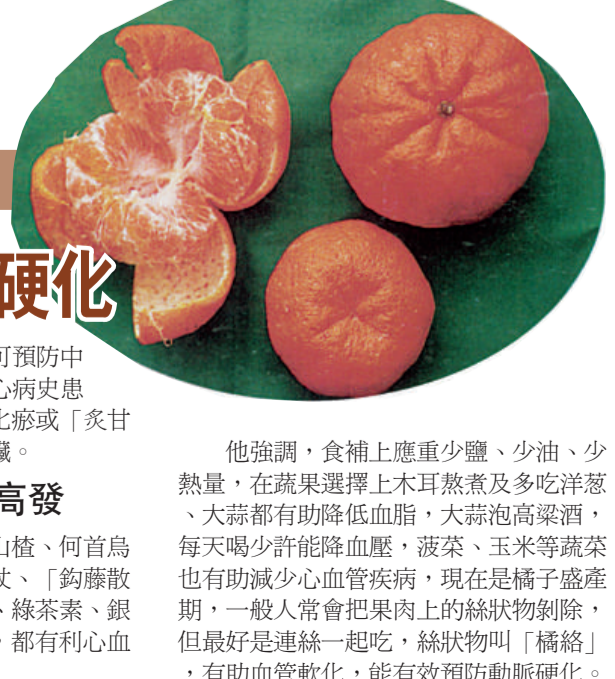 硬化
可預防中
心病史患
化瘀或「炙甘
臟。
高發
山楂、何首烏
杖、「鈎藤散
、綠茶素、銀
，都有利心血
他強調，食補上應重少鹽、少油、少
熱量，在蔬果選擇上木耳熬煮及多吃洋葱
、大蒜都有助降低血脂，大蒜泡高粱酒，
每天喝少許能降血壓，菠菜、玉米等蔬菜
也有助減少心血管疾病，現在是橘子盛產
期，一般人常會把果肉上的絲狀物剝除，
但最好是連絲一起吃，絲狀物叫「橘絡」
，有助血管軟化，能有效預防動脈硬化。